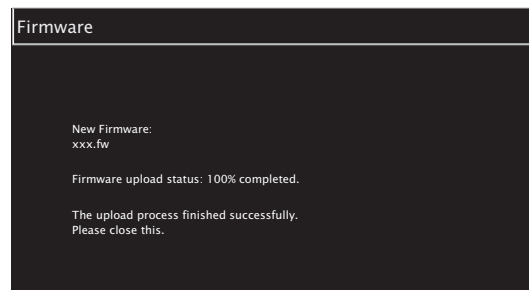 Firmware
New Firmware:
xxx.fw
Firmware upload status: 100% completed.
The upload process finished successfully.
Please close this.